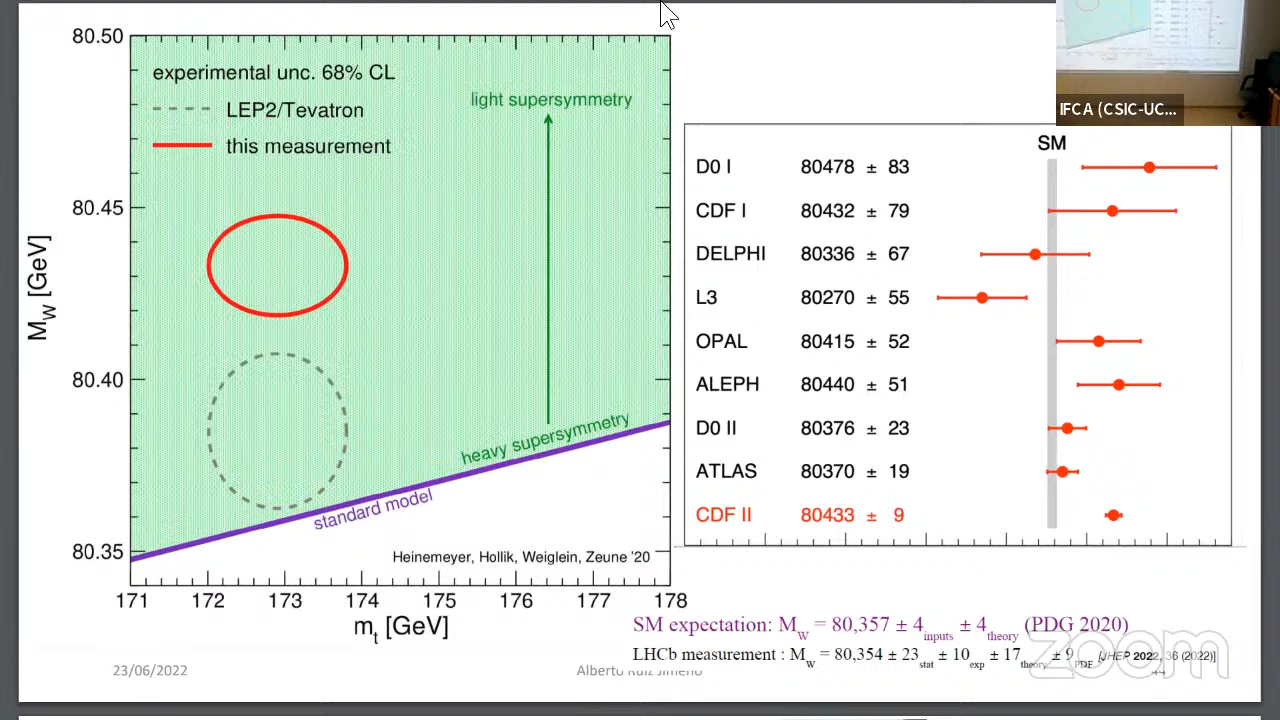 80.50
80.45
80.40
80.35
M_W [GeV]
experimental unc. 68% CL
LEP2/Tevatron
this measurement
light supersymmetry
heavy supersymmetry
standard model
Heinemeyer, Hollik, Weiglein, Zeune '20
171 172 173 174 175 176 177 178
m_t [GeV]
IFCA (CSIC-UC...
SM
D0 I 80478 ± 83
CDF I 80432 ± 79
DELPHI 80336 ± 67
L3 80270 ± 55
OPAL 80415 ± 52
ALEPH 80440 ± 51
D0 II 80376 ± 23
ATLAS 80370 ± 19
CDF II 80433 ± 9
SM expectation: M_W = 80,357 ± 4_inputs ± 4_theory (PDG 2020)
LHCb measurement : M_W = 80,354 ± 23_stat ± 10_exp ± 17_theory ± 9_PDF [JHEP 2022, 36 (2022)]
23/06/2022
Alberto Ruiz Jimeno
44
zoom